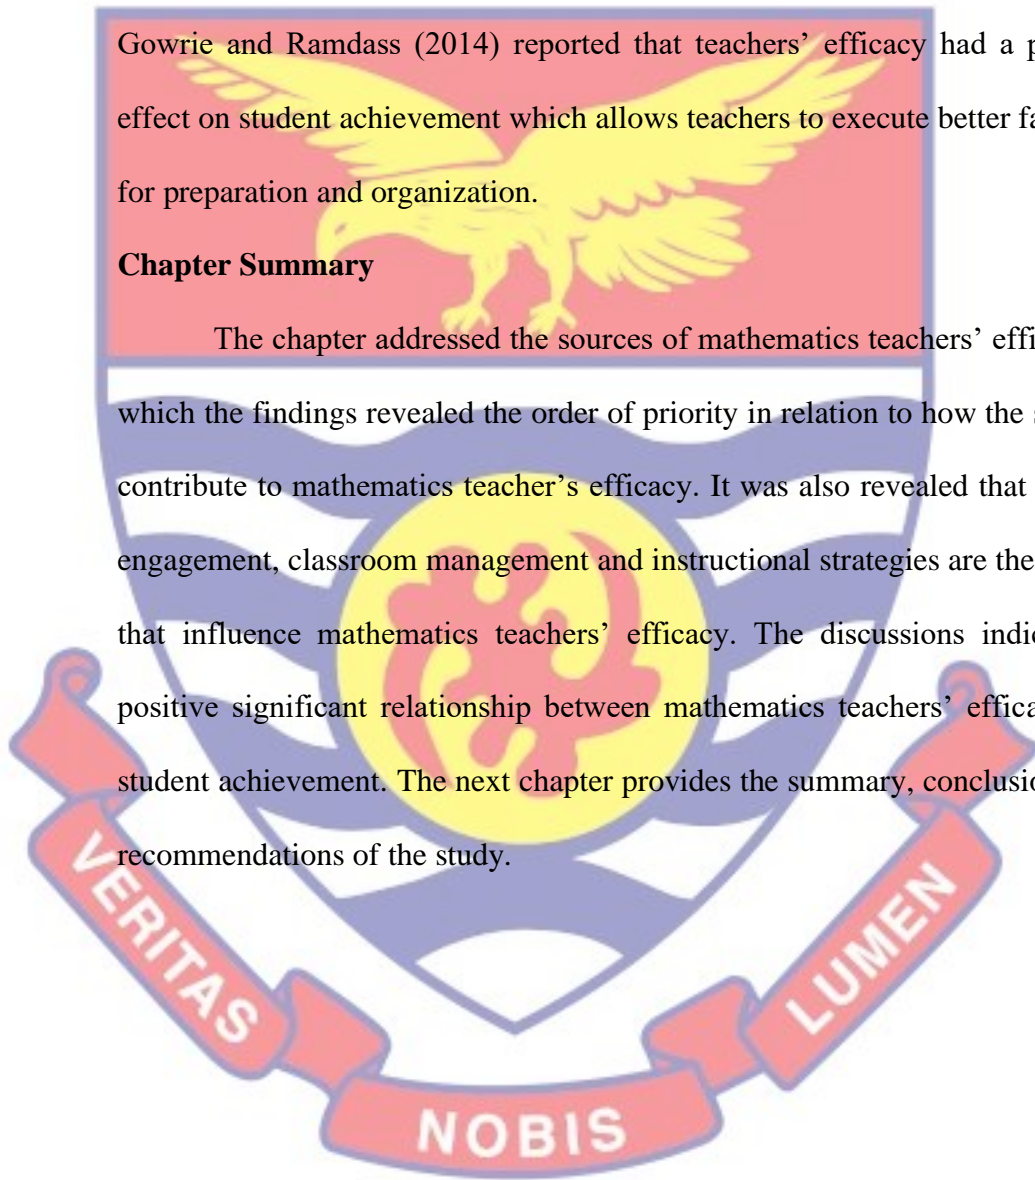 Gowrie and Ramdass (2014) reported that teachers’ efficacy had a p
effect on student achievement which allows teachers to execute better fa
for preparation and organization.
Chapter Summary
The chapter addressed the sources of mathematics teachers’ effi
which the findings revealed the order of priority in relation to how the s
contribute to mathematics teacher’s efficacy. It was also revealed that
engagement, classroom management and instructional strategies are the
that influence mathematics teachers’ efficacy. The discussions indic
positive significant relationship between mathematics teachers’ effica
student achievement. The next chapter provides the summary, conclusio
recommendations of the study.
VERITAS
NOBIS
LUMEN